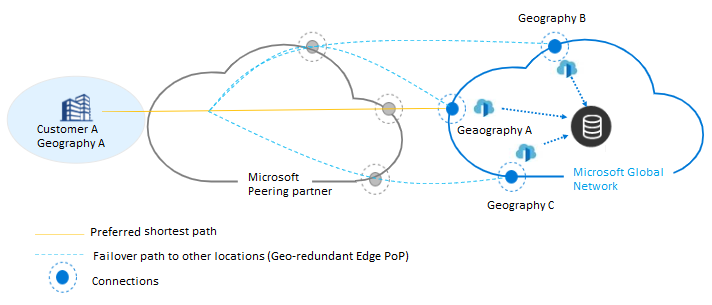 Geography B
Customer A
Geography A
Geaography A
Microsoft
Peering partner
Microsoft Global
Network
Geography C
Preferred shortest path
Failover path to other locations (Geo-redundant Edge PoP)
Connections